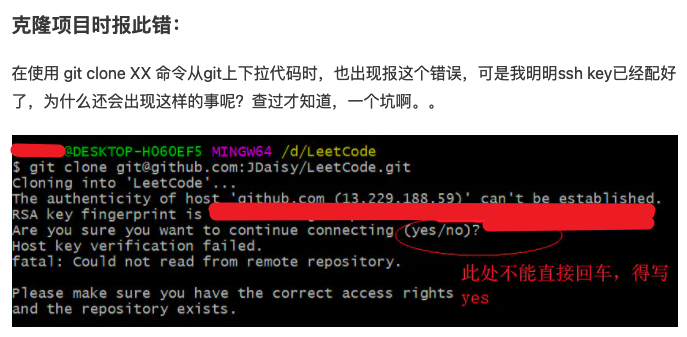 克隆项目时报此错：
在使用 git clone XX 命令从git上下拉代码时，也出现报这个错误，可是我明明ssh key已经配好
了，为什么还会出现这样的事呢？查过才知道，一个坑啊。。
@DESKTOP-HO6OEF5 MINGW64 /d/LeetCode
$ git clone git@github.com:JDaisy/LeetCode.git
Cloning into 'LeetCode'...
The authenticity of host 'github.com (13.229.188.59)' can't be established.
RSA key fingerprint is
Are you sure you want to continue connecting (yes/no)?
Host key verification failed.
fatal: Could not read from remote repository.
此处不能直接回车，得写
yes
Please make sure you have the correct access rights
and the repository exists.